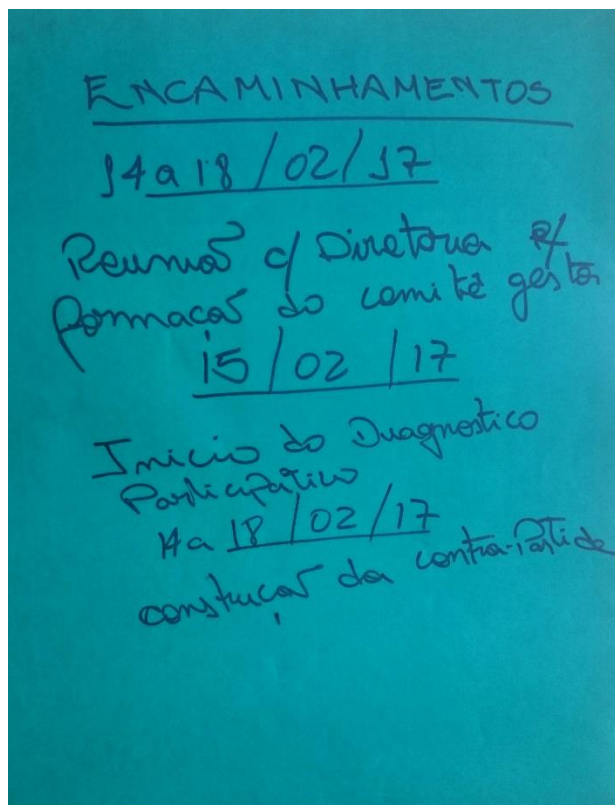 ENCAMINHAMENTOS
14 a 18/02/17
Reunião c/ Diretoria p/
formação do comitê gestor
15/02/17
Início do Diagnostico
Participativo
14 a 18/02/17
construção da contra-Partida